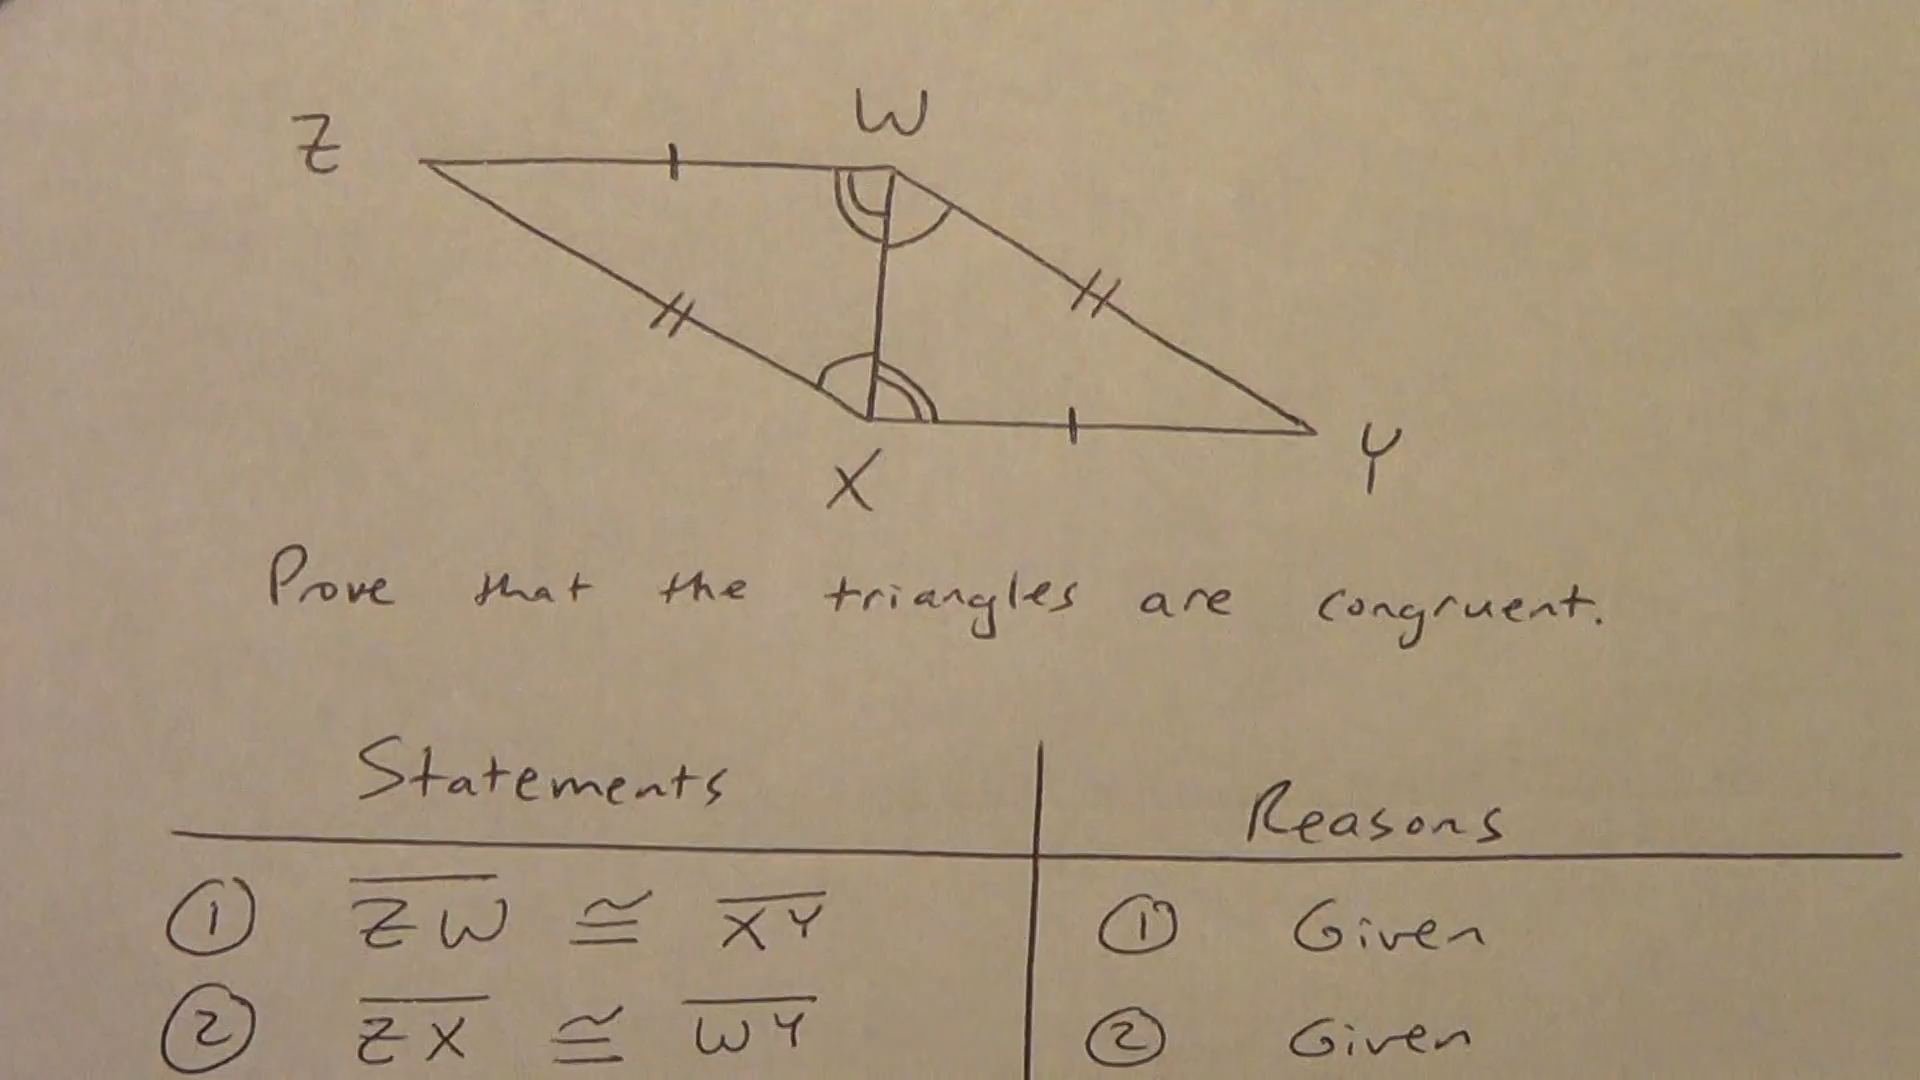 Z
W
X
Y
Prove that the triangles are congruent.
Statements
Reasons
① ZW ≅ XY
① Given
② ZX ≅ WY
② Given